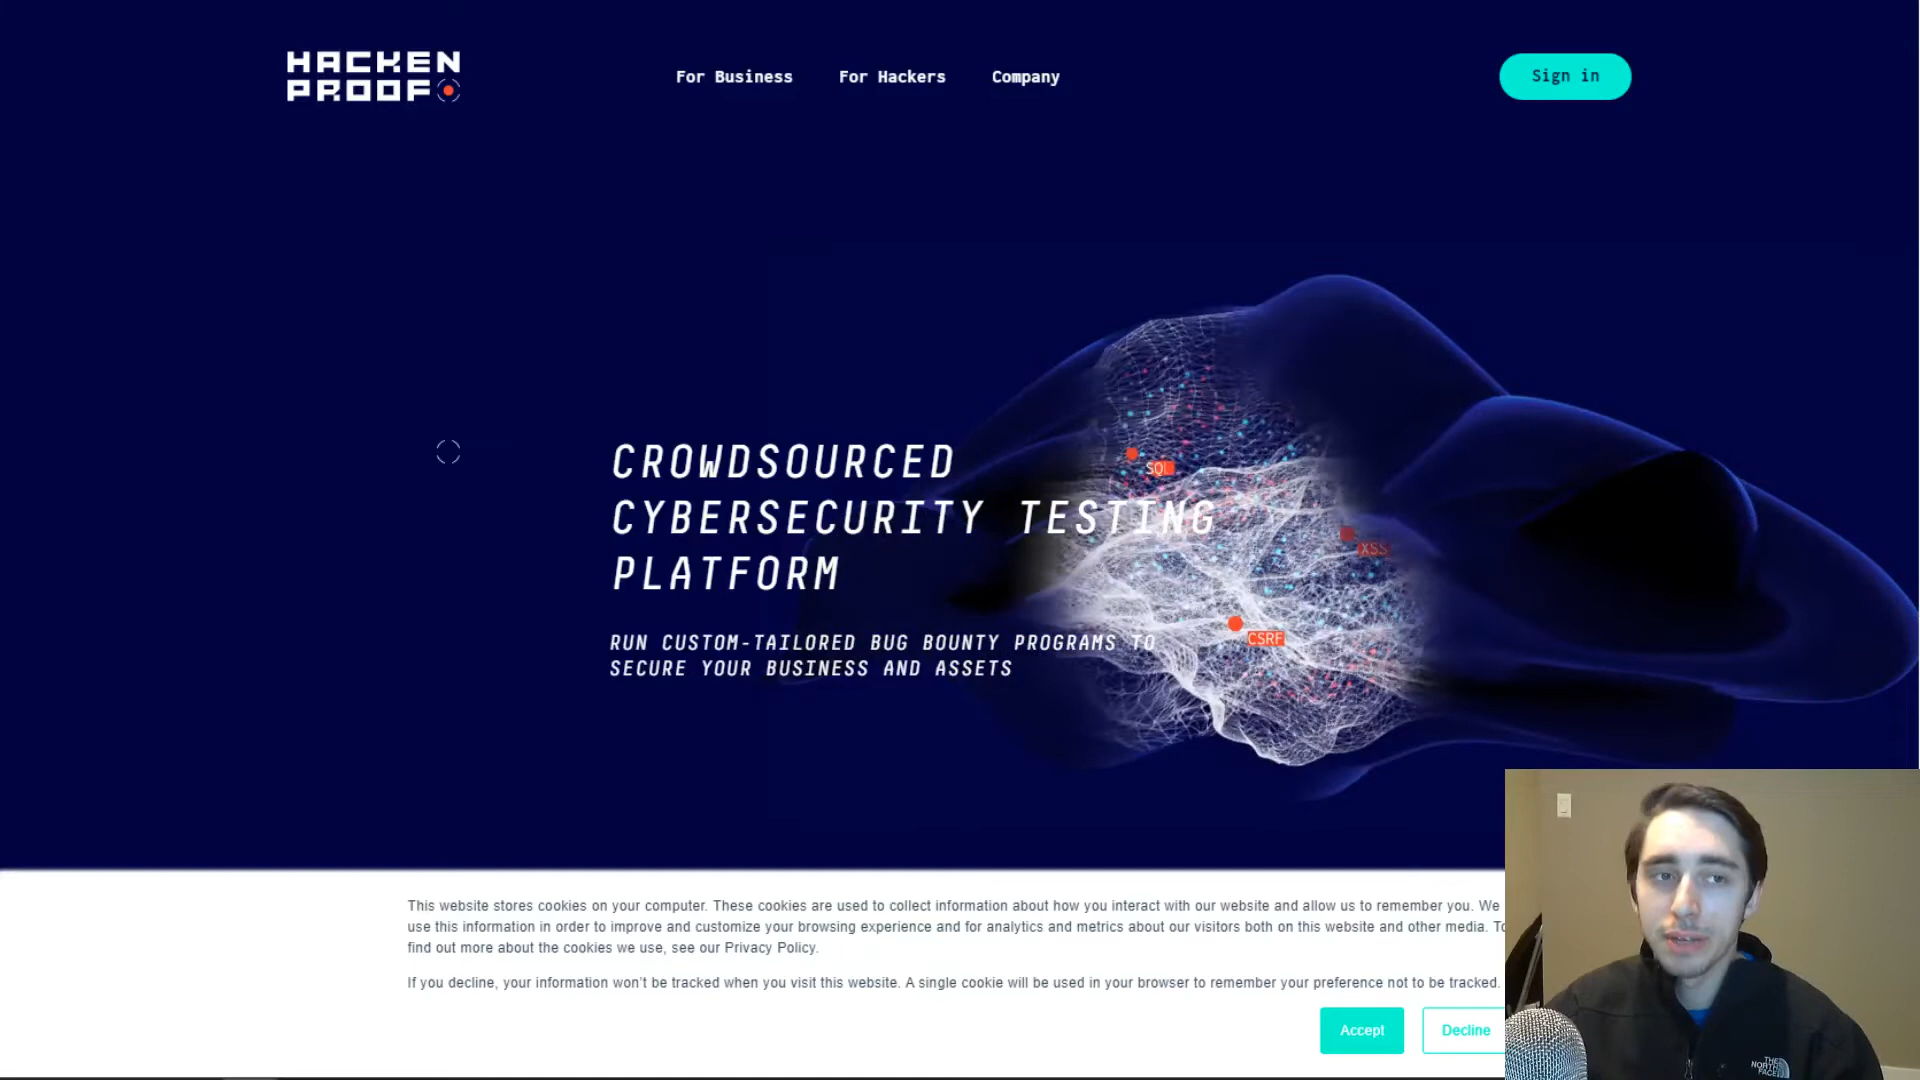 HACKEN
PROOF
For Business
For Hackers
Company
Sign in
CROWDSOURCED
CYBERSECURITY TESTING
PLATFORM
RUN CUSTOM-TAILORED BUG BOUNTY PROGRAMS TO
SECURE YOUR BUSINESS AND ASSETS
SQL
XSS
CSRF
This website stores cookies on your computer. These cookies are used to collect information about how you interact with our website and allow us to remember you. We
use this information in order to improve and customize your browsing experience and for analytics and metrics about our visitors both on this website and other media. To
find out more about the cookies we use, see our Privacy Policy.
If you decline, your information won't be tracked when you visit this website. A single cookie will be used in your browser to remember your preference not to be tracked.
Accept
Decline
THE
NORTH
FACE